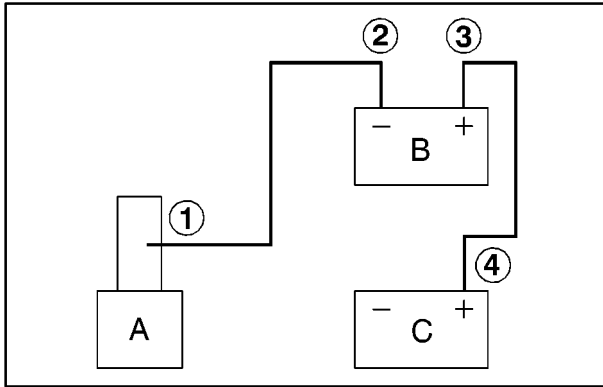 ② ③
− +
B
①
④
− +
A C